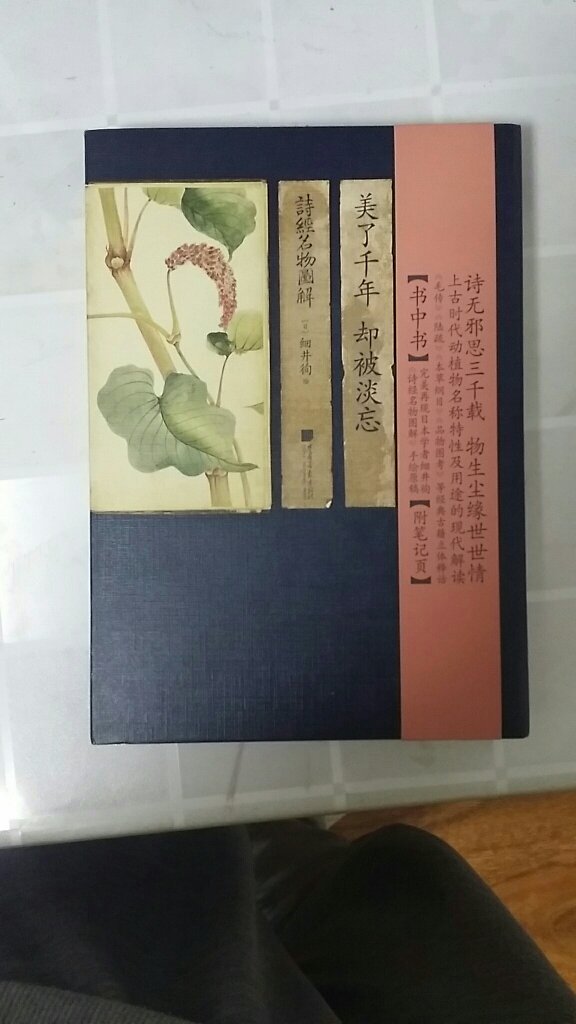 诗无邪思三千载 物生尘缘世世情
上古时代动植物名称特性及用途的现代解读
《毛传》《陆疏》《本草纲目》《品物图考》等经典古籍立体释诂
【书中书】
完美再现日本学者细井徇
《诗经名物图解》手绘原稿
【附笔记页】
美了千年 却被淡忘
詩經名物圖解
[日] 细井徇